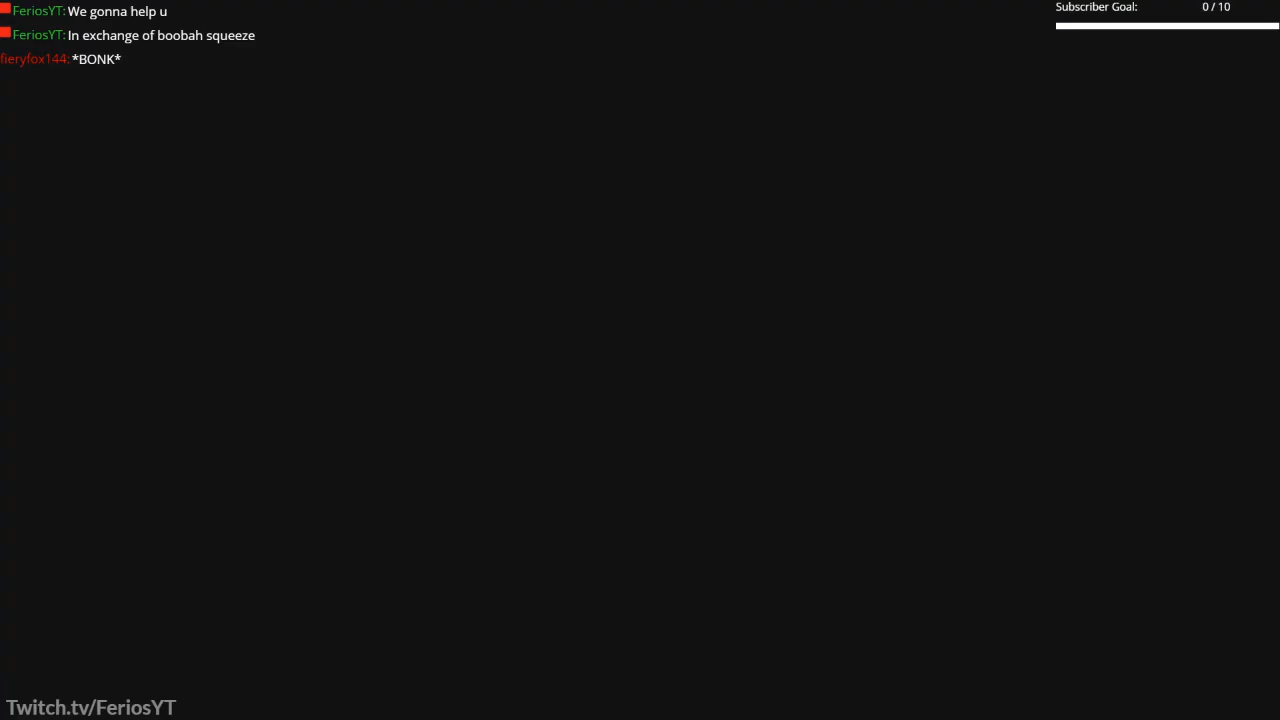 FeriosYT: We gonna help u
Subscriber Goal: 0 / 10
FeriosYT: In exchange of boobah squeeze
fieryfox144: *BONK*
Twitch.tv/FeriosYT